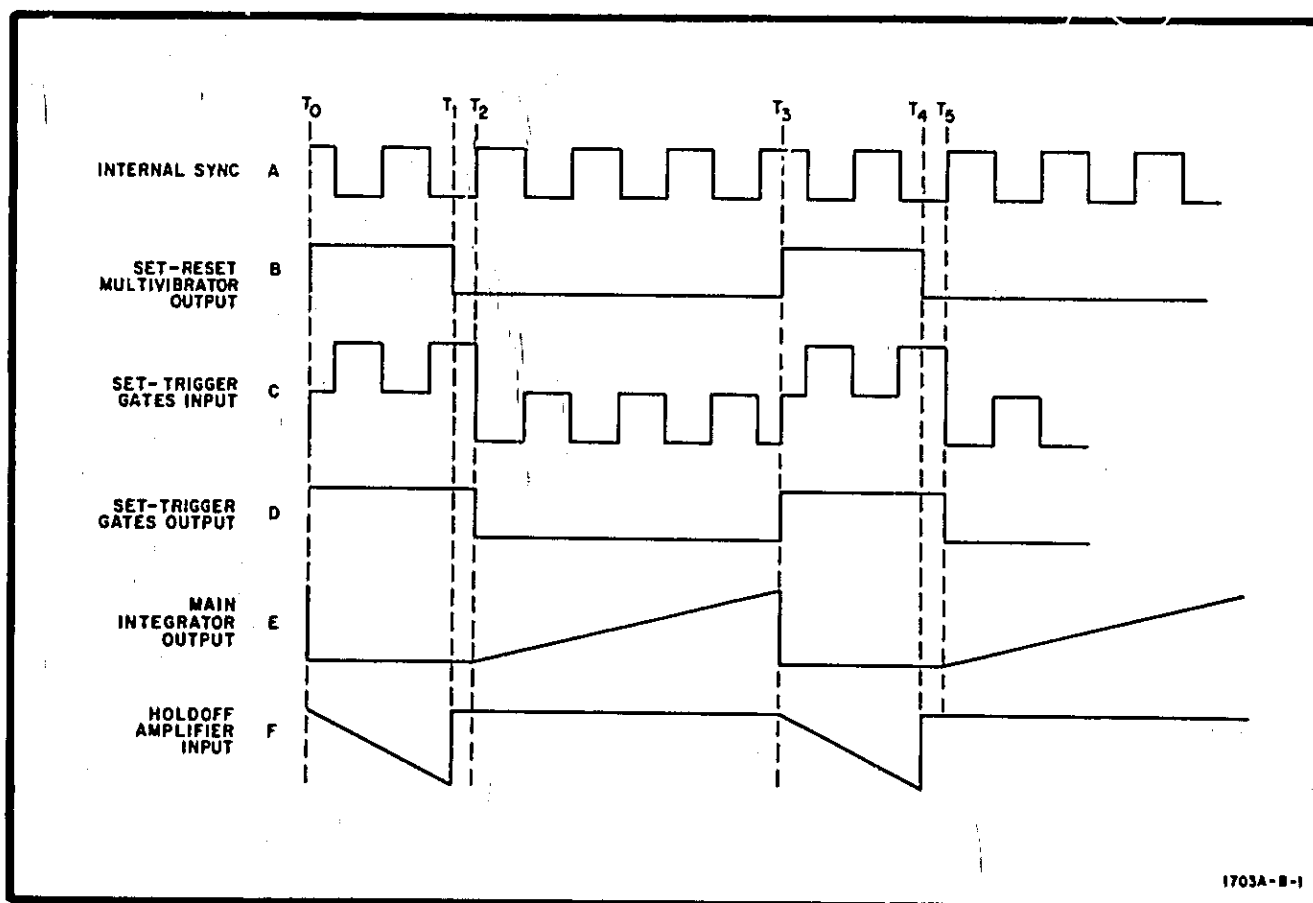 T0 T1 T2 T3 T4 T5
INTERNAL SYNC A
SET-RESET
MULTIVIBRATOR
OUTPUT
B
SET-TRIGGER
GATES INPUT
C
SET-TRIGGER
GATES OUTPUT
D
MAIN
INTEGRATOR
OUTPUT
E
HOLDOFF
AMPLIFIER
INPUT
F
1703A-B-1